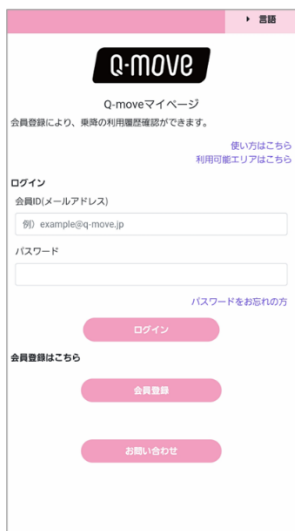 言語
Q-move
Q-moveマイページ
会員登録により、乗降の利用履歴確認ができます。
使い方はこちら
利用可能エリアはこちら
ログイン
会員ID(メールアドレス)
例）example@q-move.jp
パスワード
パスワードをお忘れの方
ログイン
会員登録はこちら
会員登録
お問い合わせ